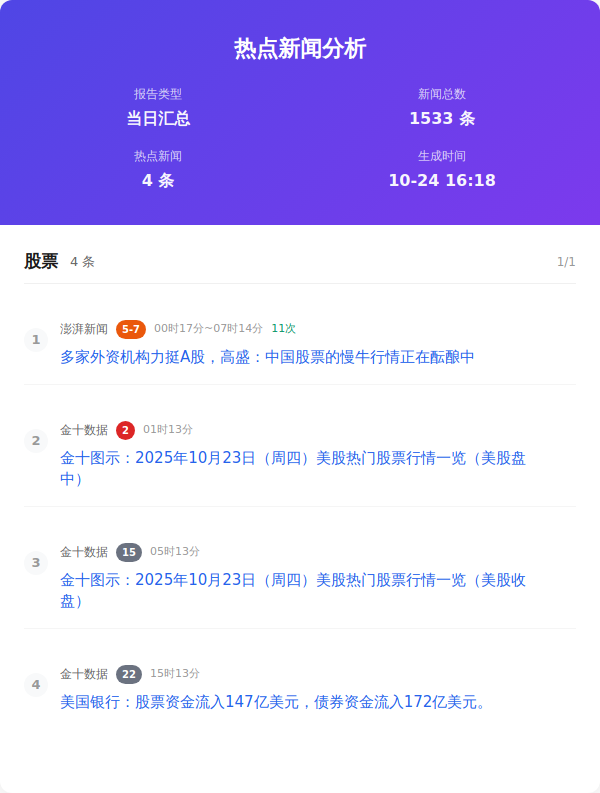 热点新闻分析
报告类型
新闻总数
当日汇总
1533 条
热点新闻
生成时间
4 条
10-24 16:18
股票 4 条 1/1
1
澎湃新闻 5-7 00时17分~07时14分 11次
多家外资机构力挺A股，高盛：中国股票的慢牛行情正在酝酿中
2
金十数据 2 01时13分
金十图示：2025年10月23日（周四）美股热门股票行情一览（美股盘
中）
3
金十数据 15 05时13分
金十图示：2025年10月23日（周四）美股热门股票行情一览（美股收
盘）
4
金十数据 22 15时13分
美国银行：股票资金流入147亿美元，债券资金流入172亿美元。